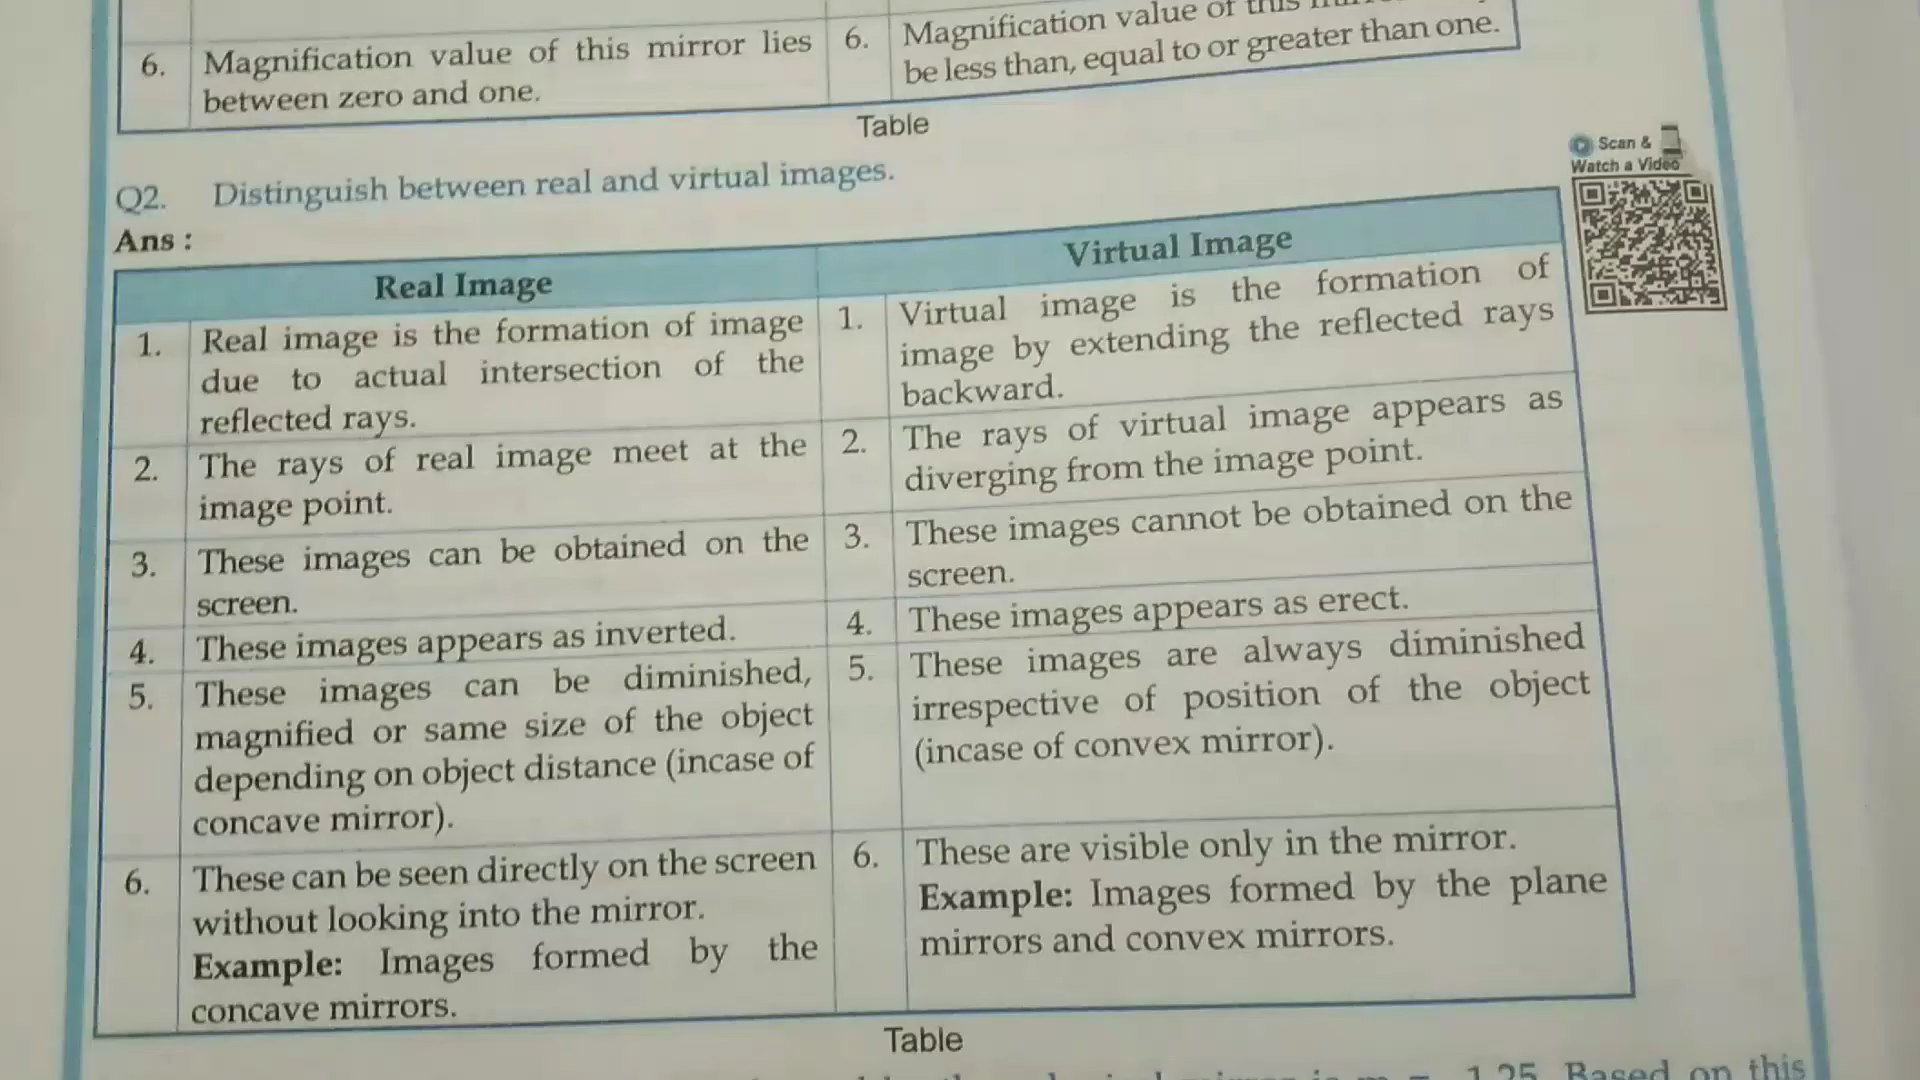 6. Magnification value of this mirror lies
between zero and one.
6. Magnification value of this
be less than, equal to or greater than one.
Table
Scan &
Watch a Video
Q2. Distinguish between real and virtual images.
Ans :
Real Image
Virtual Image
1. Real image is the formation of image
due to actual intersection of the
reflected rays.
1. Virtual image is the formation of
image by extending the reflected rays
backward.
2. The rays of real image meet at the
image point.
2. The rays of virtual image appears as
diverging from the image point.
3. These images can be obtained on the
screen.
3. These images cannot be obtained on the
screen.
4. These images appears as inverted.
4. These images appears as erect.
5. These images can be diminished,
magnified or same size of the object
depending on object distance (incase of
concave mirror).
5. These images are always diminished
irrespective of position of the object
(incase of convex mirror).
6. These can be seen directly on the screen
without looking into the mirror.
Example: Images formed by the
concave mirrors.
6. These are visible only in the mirror.
Example: Images formed by the plane
mirrors and convex mirrors.
Table
1.25. Based on this